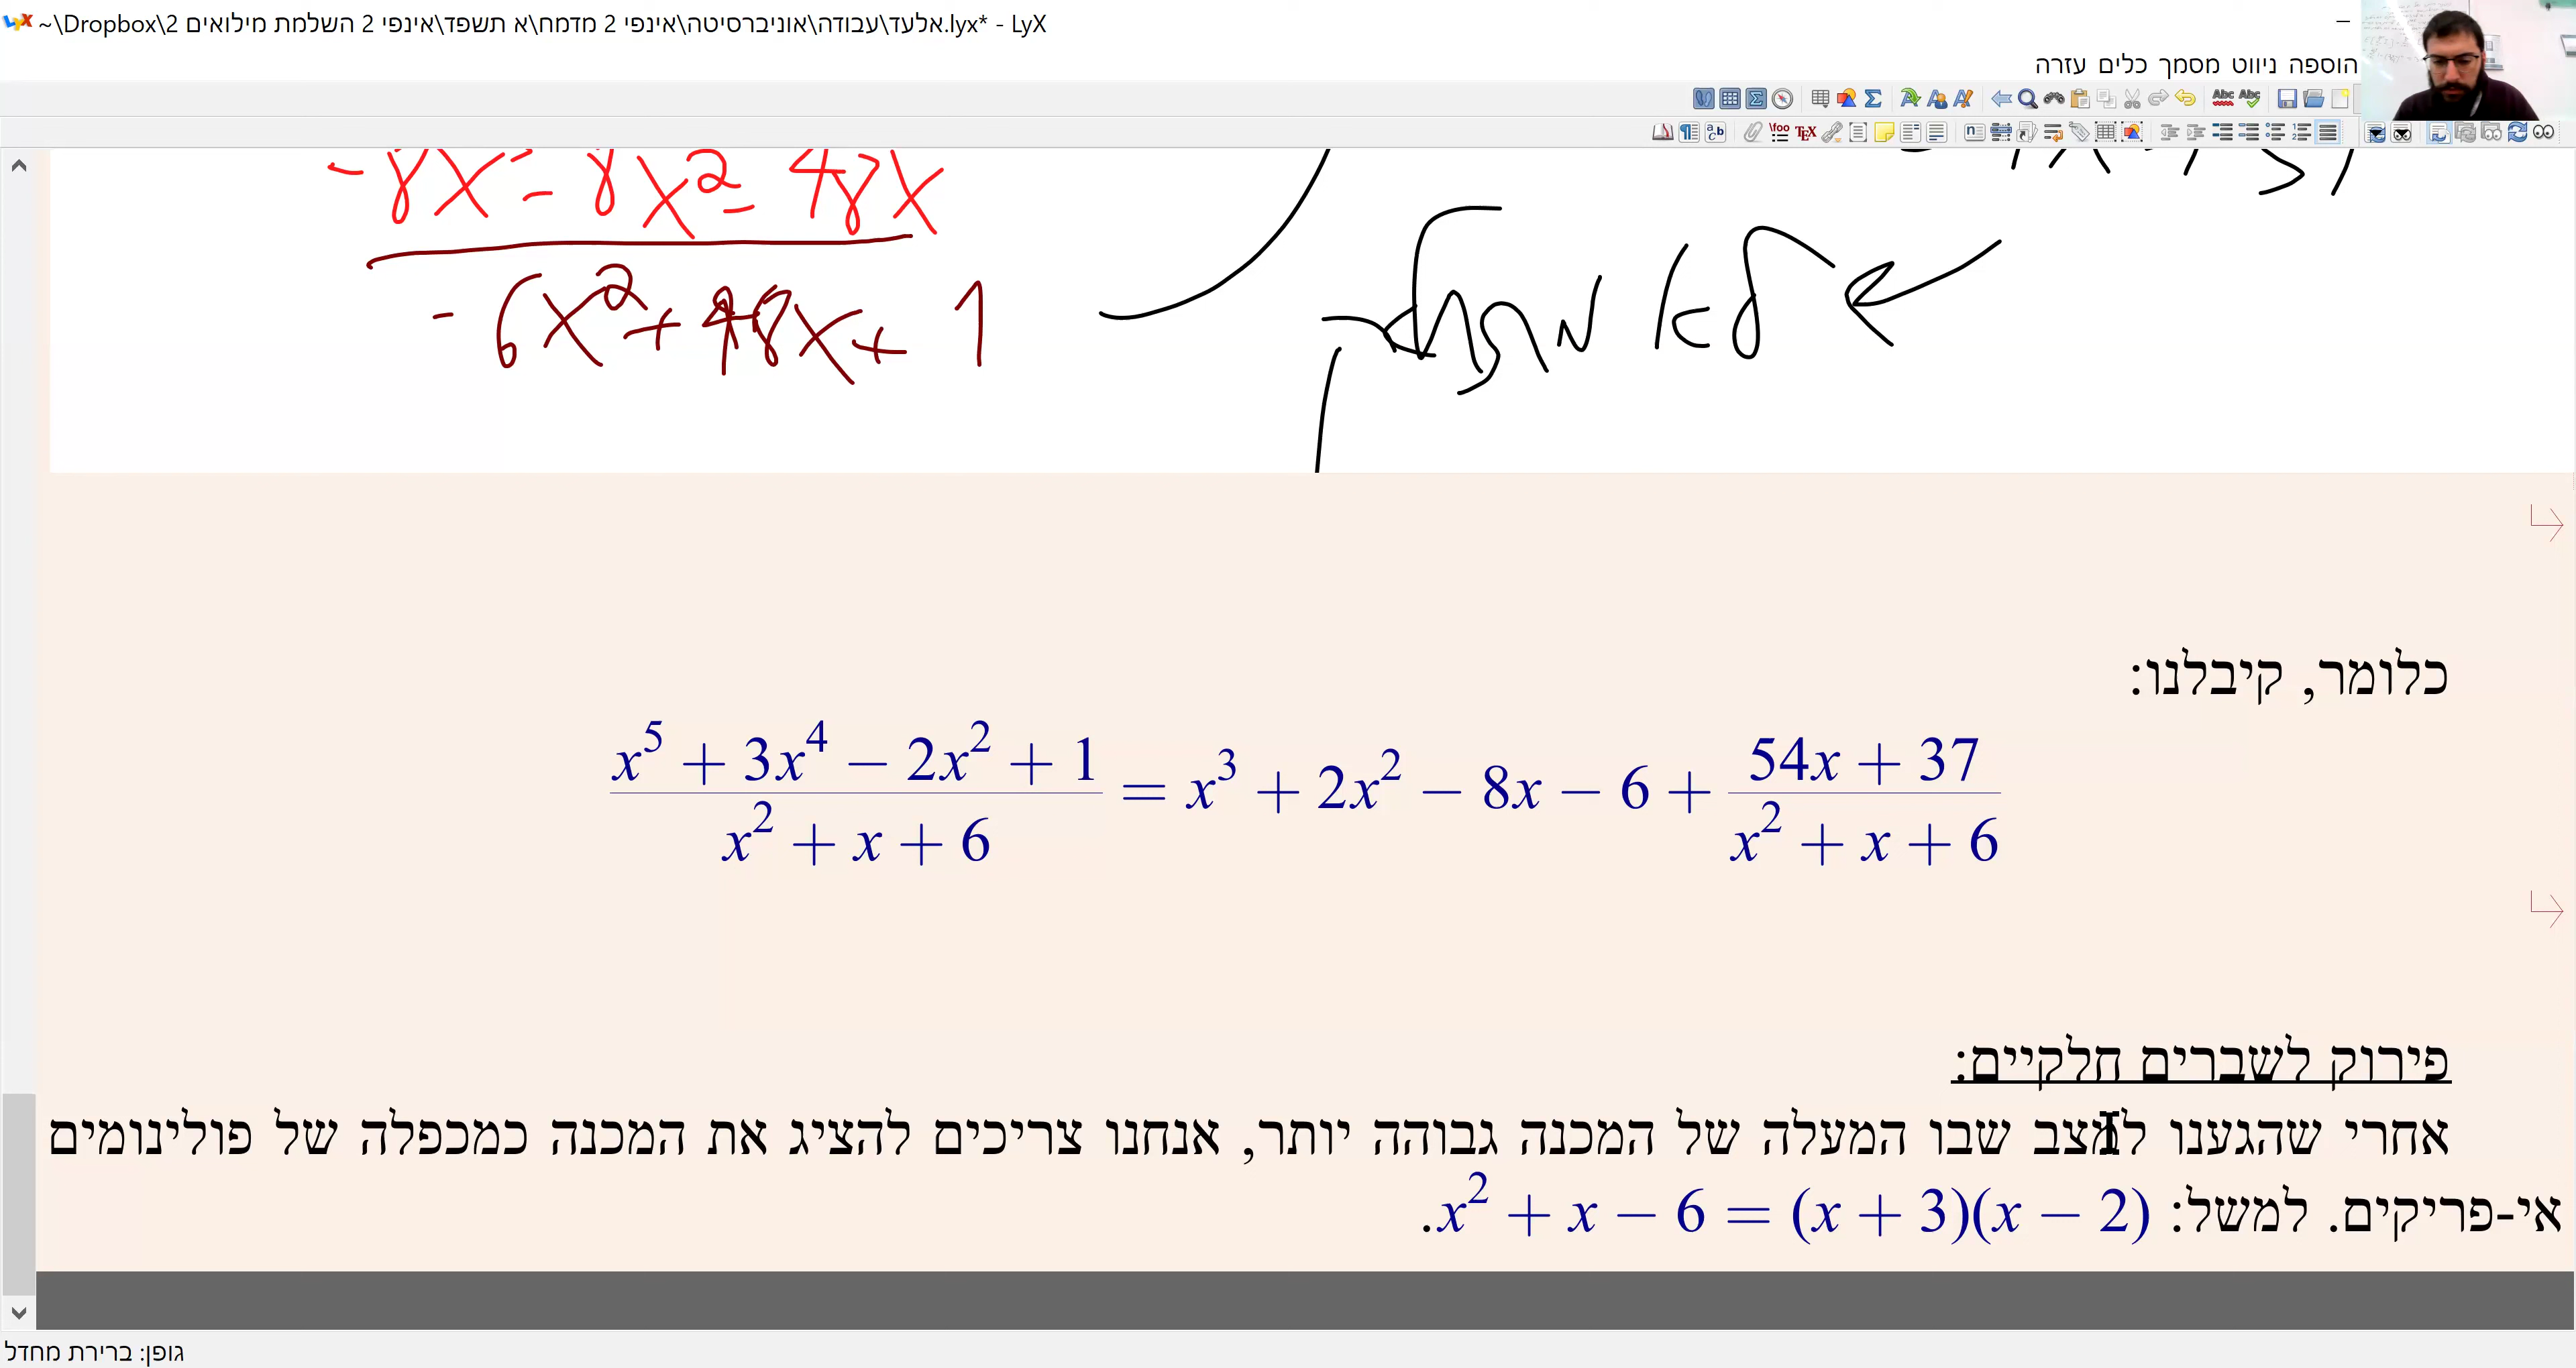 ~\Dropbox\2 אלעד\עבודה\אוניברסיטה\אינפי 2 מדמח\א תשפד\אינפי 2 השלמת מילואים.lyx* - LyX
הוספה ניווט מסמך כלים עזרה
-8x - 8x² - 48x
-6x² + 48x + 1
כלומר, קיבלנו:
x⁵ + 3x⁴ − 2x² + 1 / x² + x + 6 = x³ + 2x² − 8x − 6 + 54x + 37 / x² + x + 6
פירוק לשברים חלקיים:
אחרי שהגענו למצב שבו המעלה של המכנה גבוהה יותר, אנחנו צריכים להציג את המכנה כמכפלה של פולינומים
אי-פריקים. למשל: x² + x − 6 = (x + 3)(x − 2).
גופן: ברירת מחדל